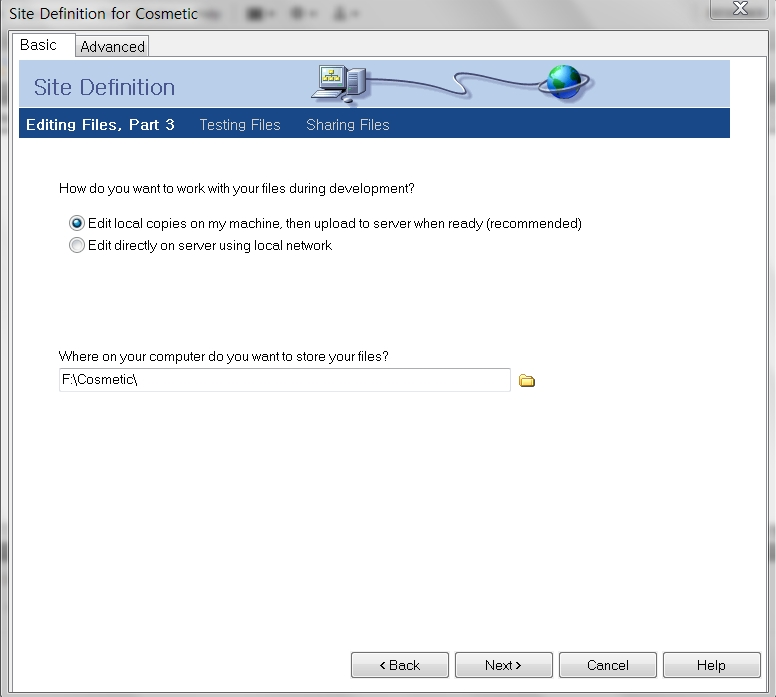 Site Definition for Cosmetic
Basic Advanced
Site Definition
Editing Files, Part 3 Testing Files Sharing Files
How do you want to work with your files during development?
Edit local copies on my machine, then upload to server when ready (recommended)
Edit directly on server using local network
Where on your computer do you want to store your files?
F:\Cosmetic\
< Back Next > Cancel Help